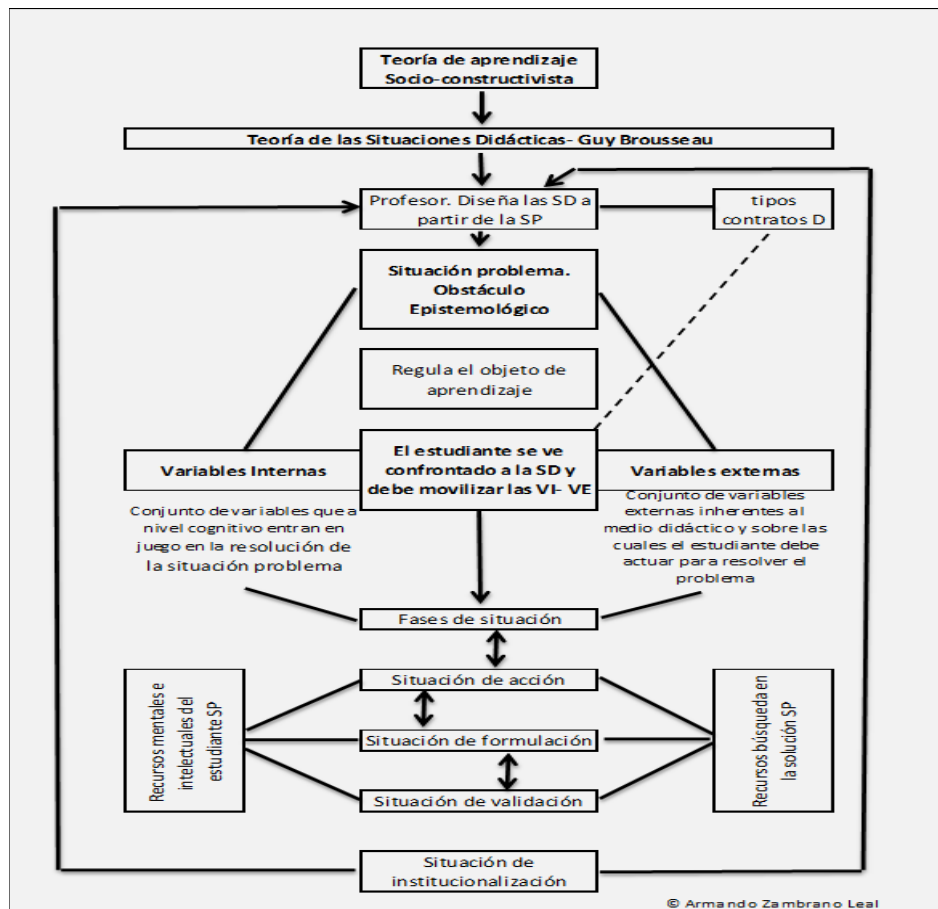 Teoría de aprendizaje
Socio-constructivista
Teoría de las Situaciones Didácticas- Guy Brousseau
Profesor. Diseña las SD a
partir de la SP
tipos
contratos D
Situación problema.
Obstáculo
Epistemológico
Regula el objeto de
aprendizaje
El estudiante se ve
confrontado a la SD y
debe movilizar las VI- VE
Variables Internas
Conjunto de variables que a
nivel cognitivo entran en
juego en la resolución de
la situación problema
Variables externas
Conjunto de variables
externas inherentes al
medio didáctico y sobre las
cuales el estudiante debe
actuar para resolver el
problema
Fases de situación
Situación de acción
Situación de formulación
Situación de validación
Recursos mentales e
intelectuales del
estudiante SP
Recursos búsqueda en
la solución SP
Situación de
institucionalización
© Armando Zambrano Leal